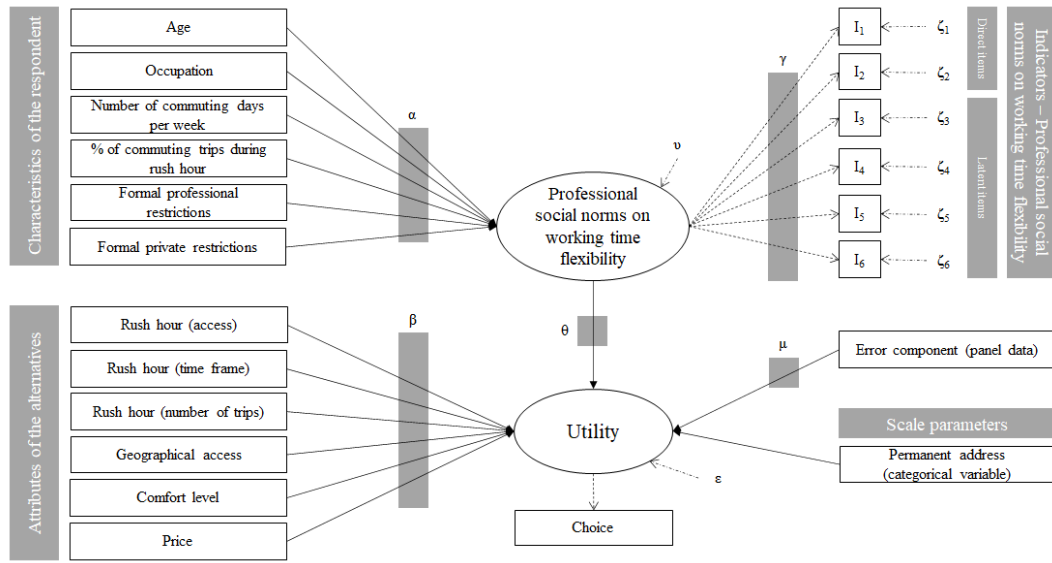 Characteristics of the respondent
Age
Occupation
Number of commuting days
per week
% of commuting trips during
rush hour
Formal professional
restrictions
Formal private restrictions
α
Professional
social norms on
working time
flexibility
υ
γ
I1
I2
I3
I4
I5
I6
ζ1
ζ2
ζ3
ζ4
ζ5
ζ6
Direct items
Latent items
Indicators – Professional social
norms on working time flexibility
Attributes of the alternatives
Rush hour (access)
Rush hour (time frame)
Rush hour (number of trips)
Geographical access
Comfort level
Price
β
θ
μ
Utility
ε
Choice
Error component (panel data)
Scale parameters
Permanent address
(categorical variable)